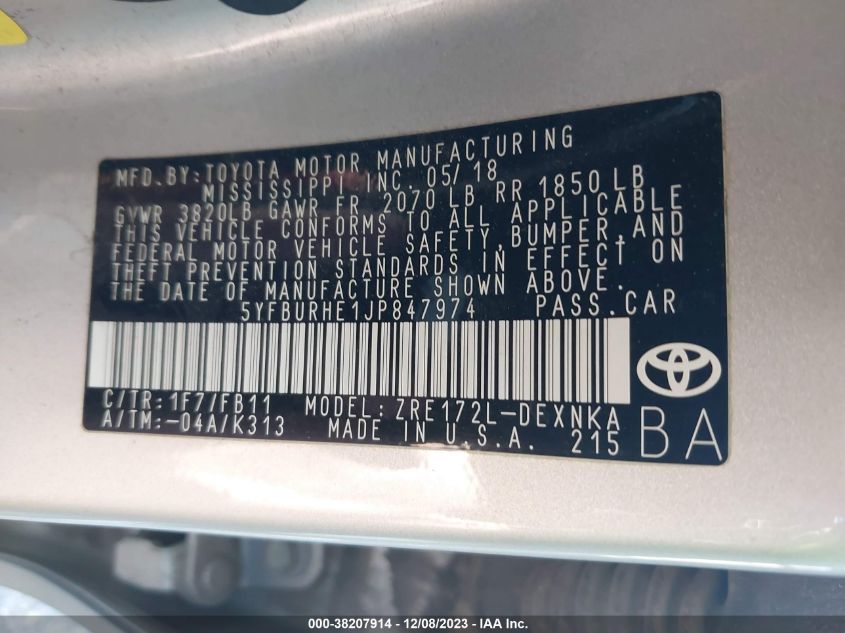 MFD.BY:TOYOTA MOTOR MANUFACTURING
MISSISSIPPI INC. 05/18
GVWR 3820LB GAWR FR 2070 LB RR 1850 LB
THIS VEHICLE CONFORMS TO ALL APPLICABLE
FEDERAL MOTOR VEHICLE SAFETY,BUMPER,AND
THEFT PREVENTION STANDARDS IN EFFECT ON
THE DATE OF MANUFACTURE SHOWN ABOVE.
5YFBURHE1JP847974 PASS.CAR
C/TR:1F7/FB11 MODEL:ZRE172L-DEXNKA
A/TM:-04A/K313 MADE IN U.S.A. 215
BA
000-38207914 - 12/08/2023 - IAA Inc.